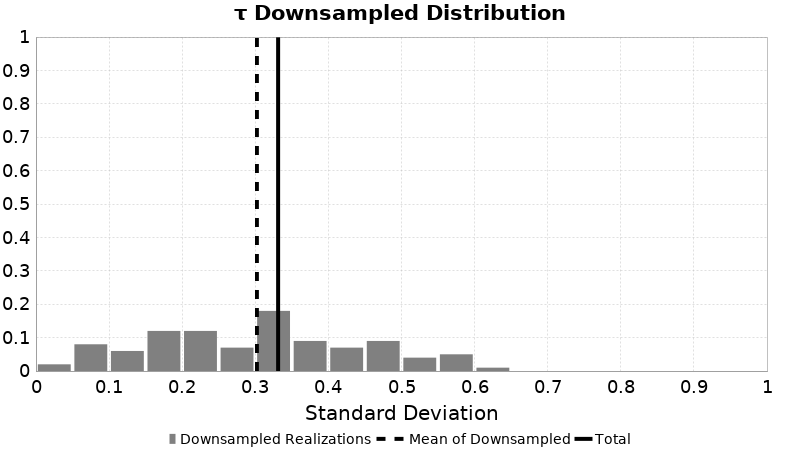 τ Downsampled Distribution
1
0.9
0.8
0.7
0.6
0.5
0.4
0.3
0.2
0.1
0
0 0.1 0.2 0.3 0.4 0.5 0.6 0.7 0.8 0.9 1
Standard Deviation
Downsampled Realizations Mean of Downsampled Total